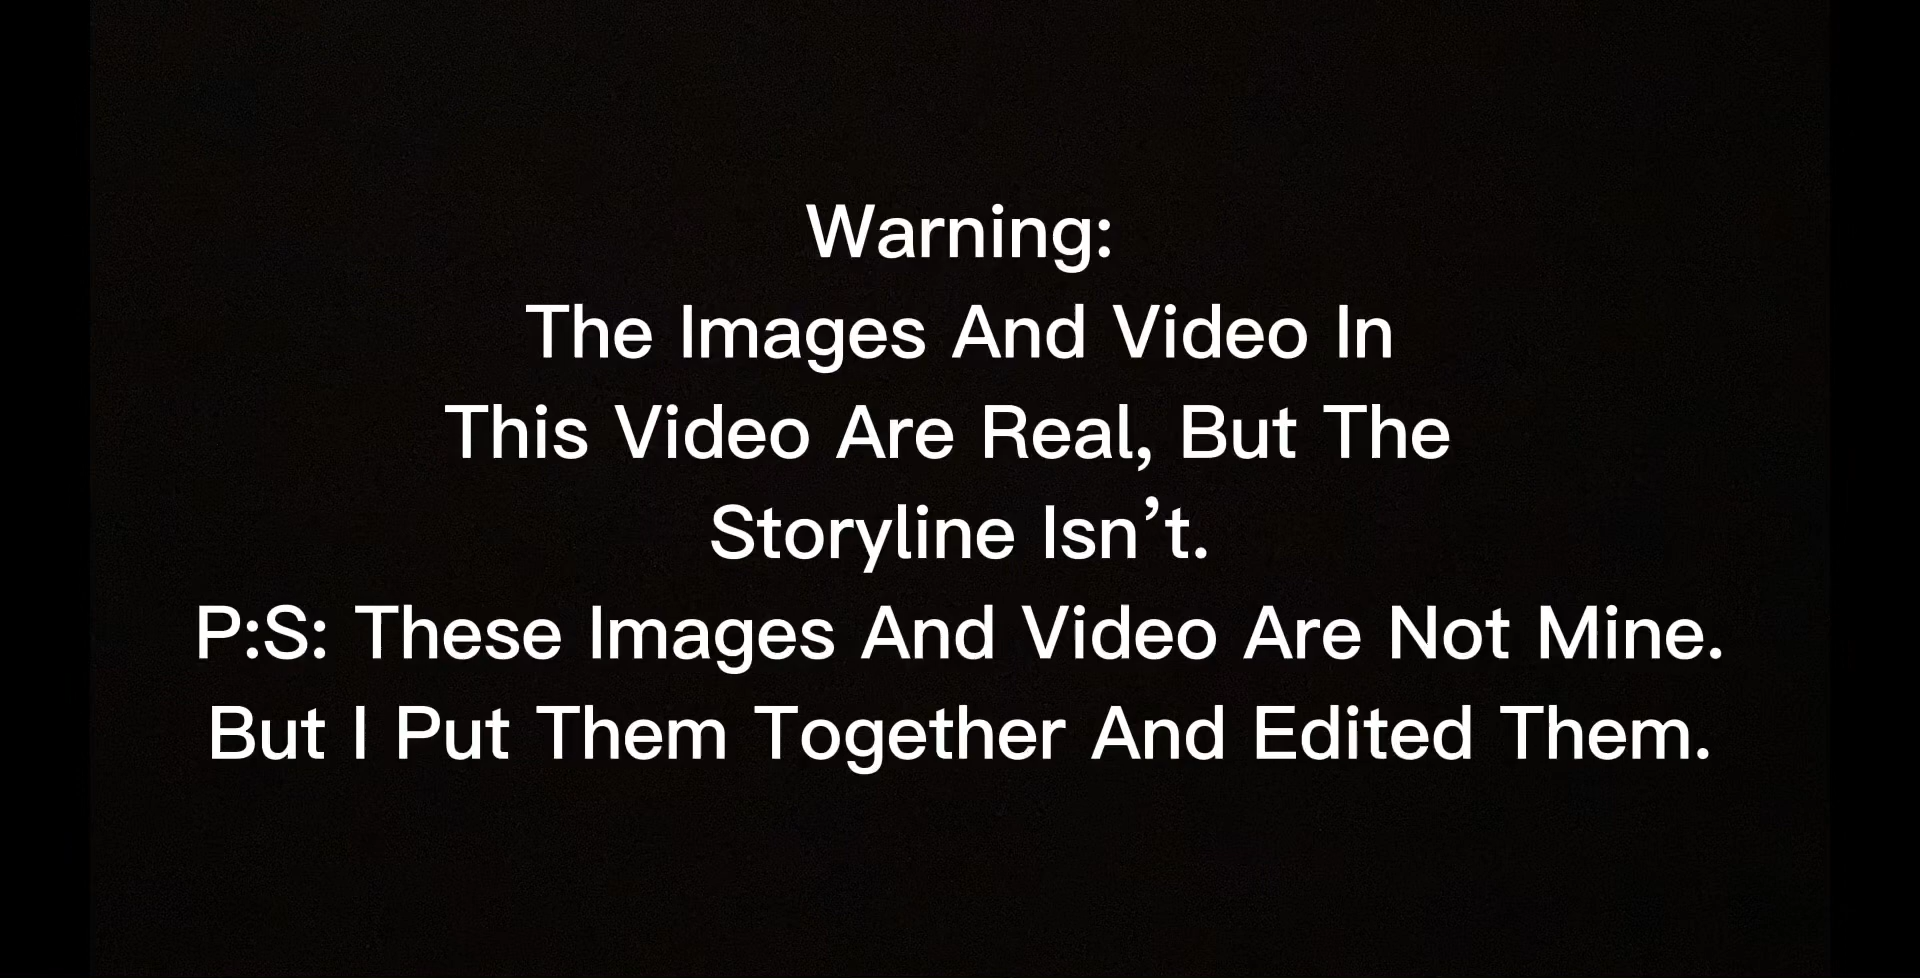 Warning:
The Images And Video In
This Video Are Real, But The
Storyline Isn’t.
P:S: These Images And Video Are Not Mine.
But I Put Them Together And Edited Them.